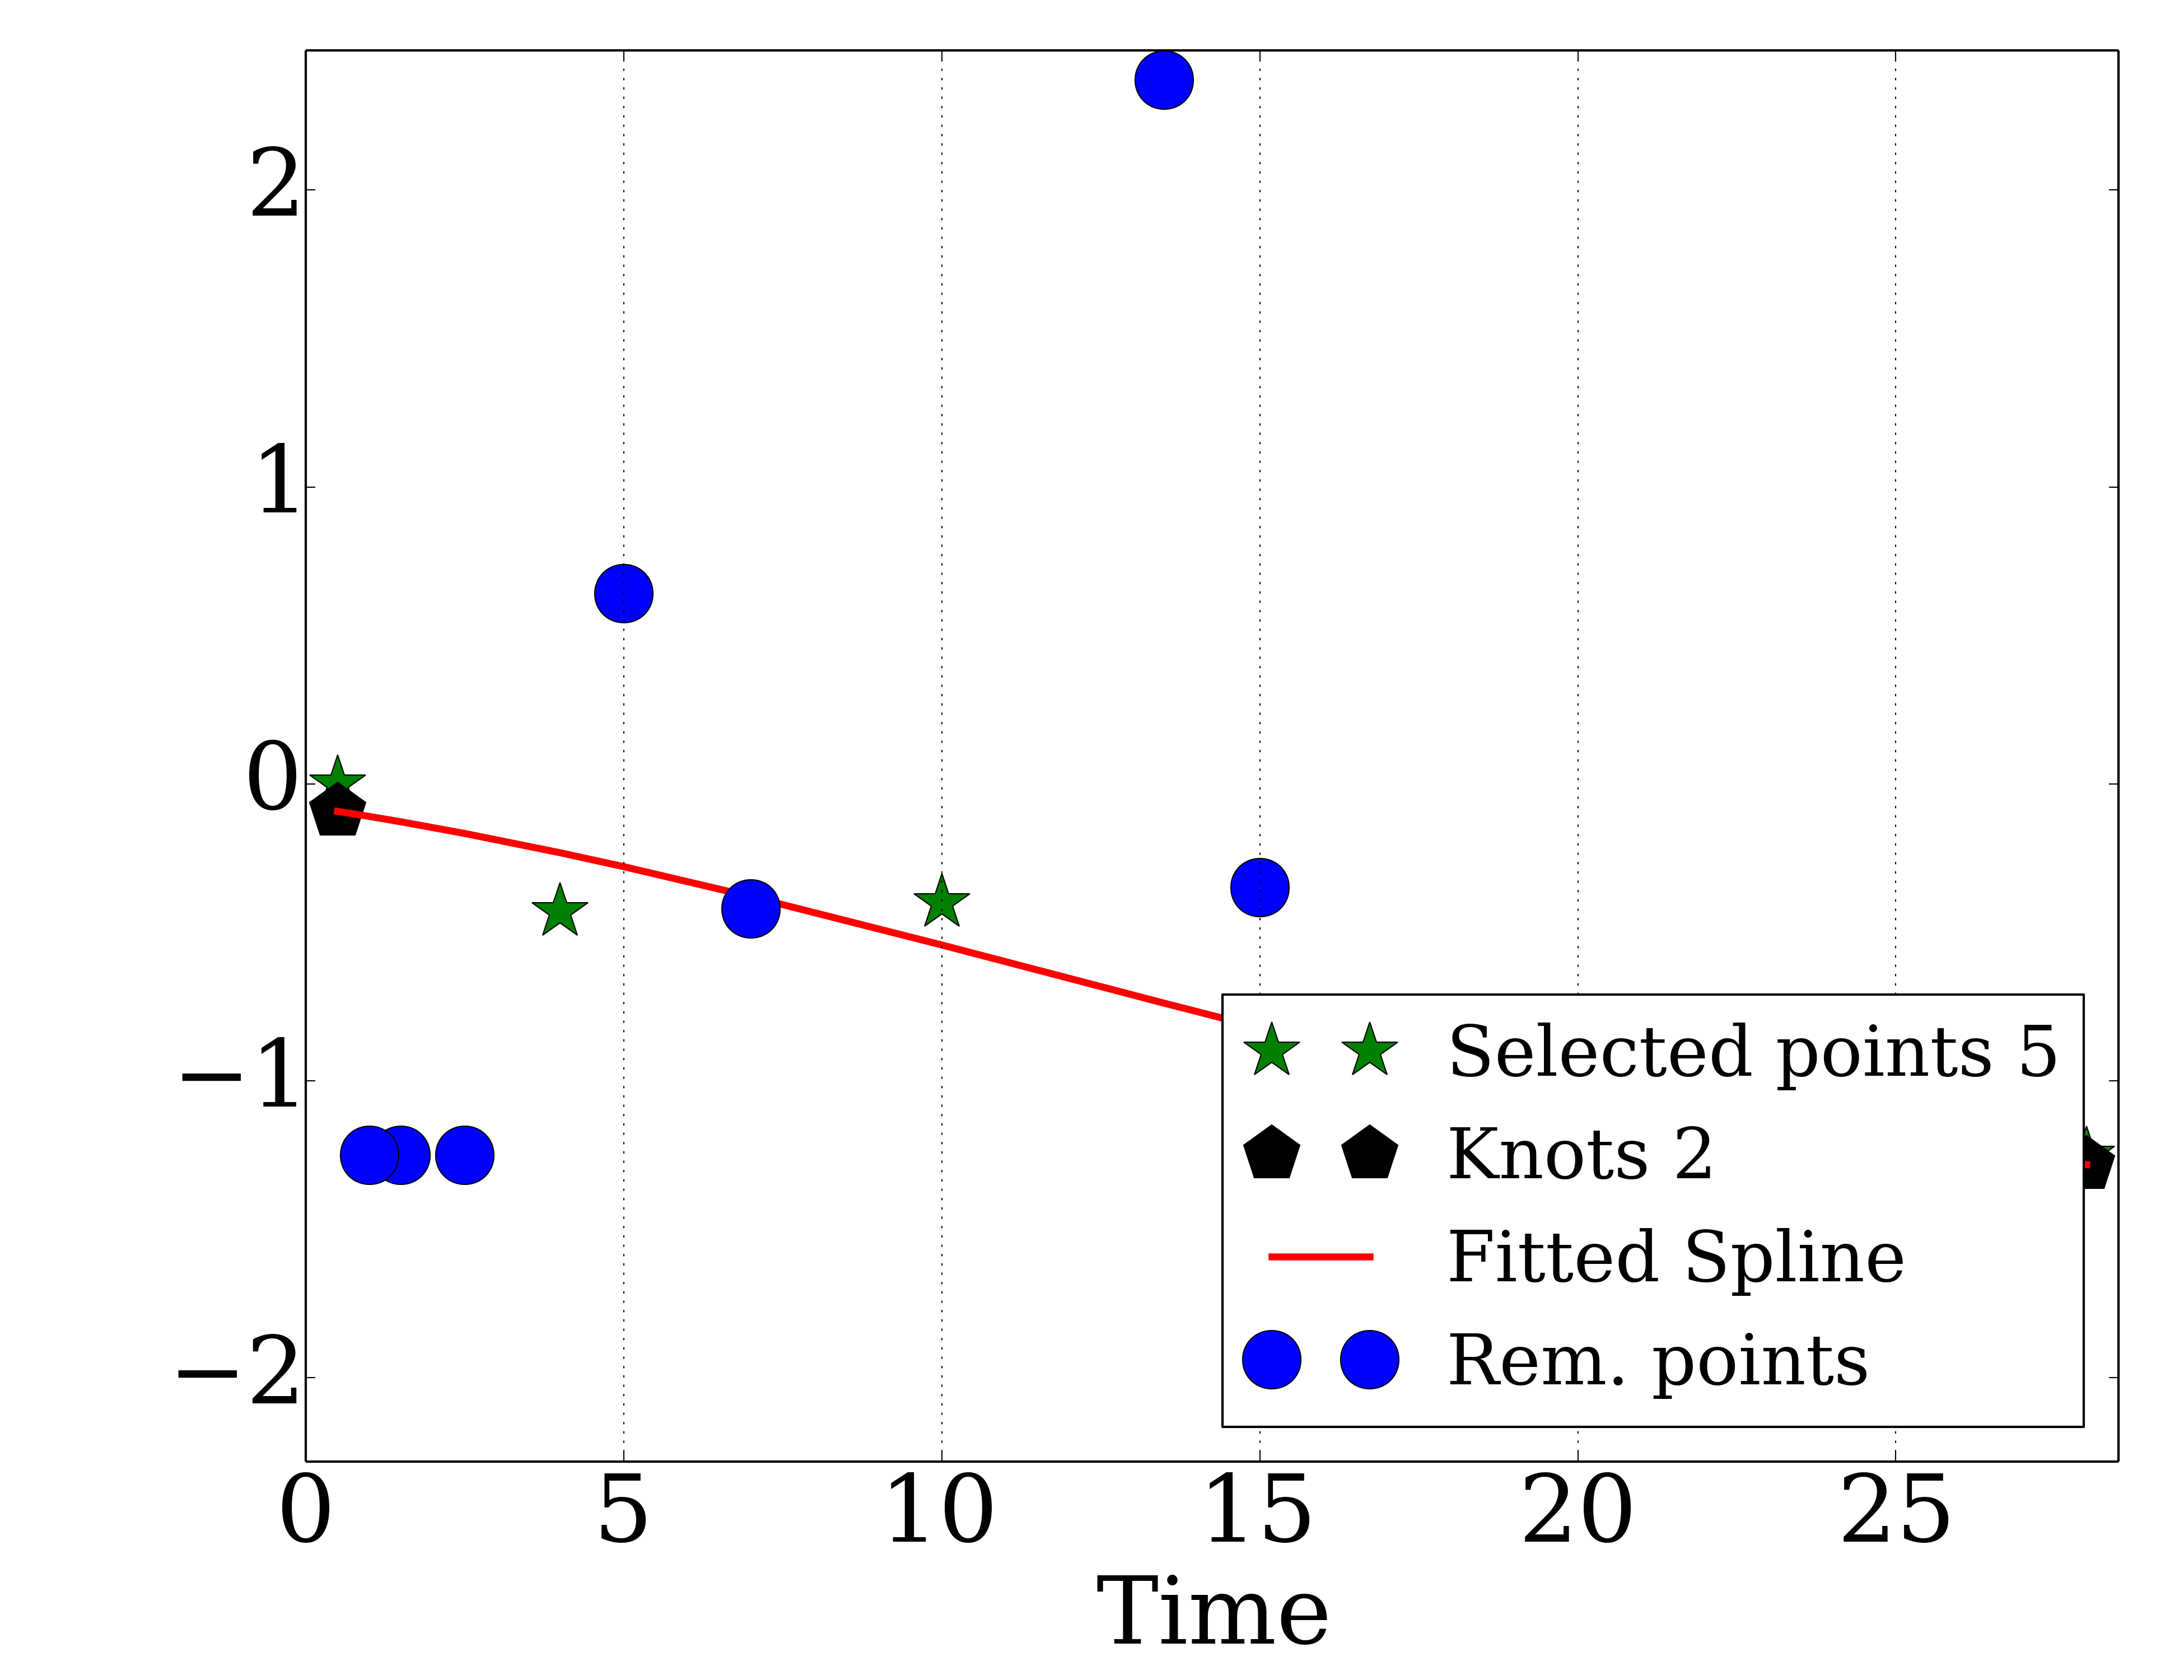 2
1
0
−1
−2
Selected points 5
Knots 2
Fitted Spline
Rem. points
0 5 10 15 20 25
Time